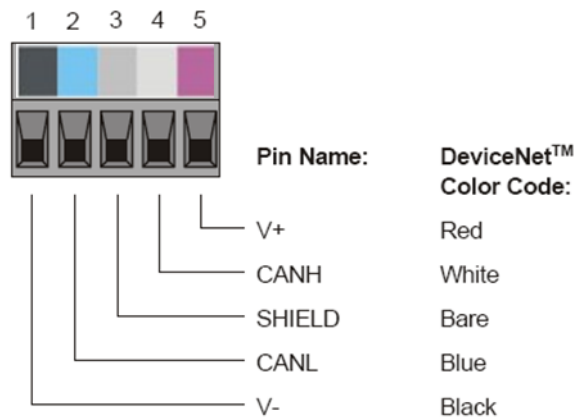 1 2 3 4 5
Pin Name: DeviceNet™
Color Code:
V+ Red
CANH White
SHIELD Bare
CANL Blue
V- Black